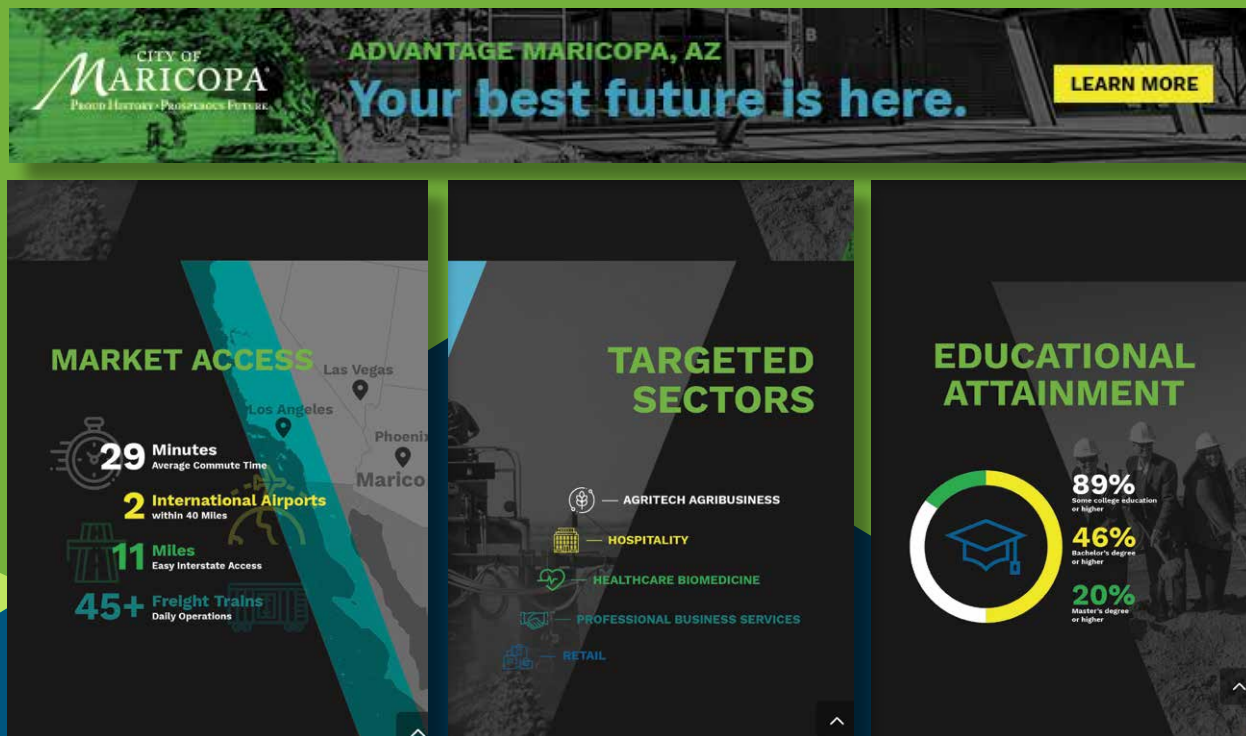 CITY OF
MARICOPA
PROUD HISTORY • PROSPEROUS FUTURE
ADVANTAGE MARICOPA, AZ
Your best future is here.
LEARN MORE
B
MARKET ACCESS
Las Vegas
Los Angeles
Phoenix
Marico
29 Minutes
Average Commute Time
2 International Airports
within 40 Miles
11 Miles
Easy Interstate Access
45+ Freight Trains
Daily Operations
TARGETED
SECTORS
AGRITECH AGRIBUSINESS
HOSPITALITY
HEALTHCARE BIOMEDICINE
PROFESSIONAL BUSINESS SERVICES
RETAIL
EDUCATIONAL
ATTAINMENT
89%
Some college education
or higher
46%
Bachelor's degree
or higher
20%
Master's degree
or higher